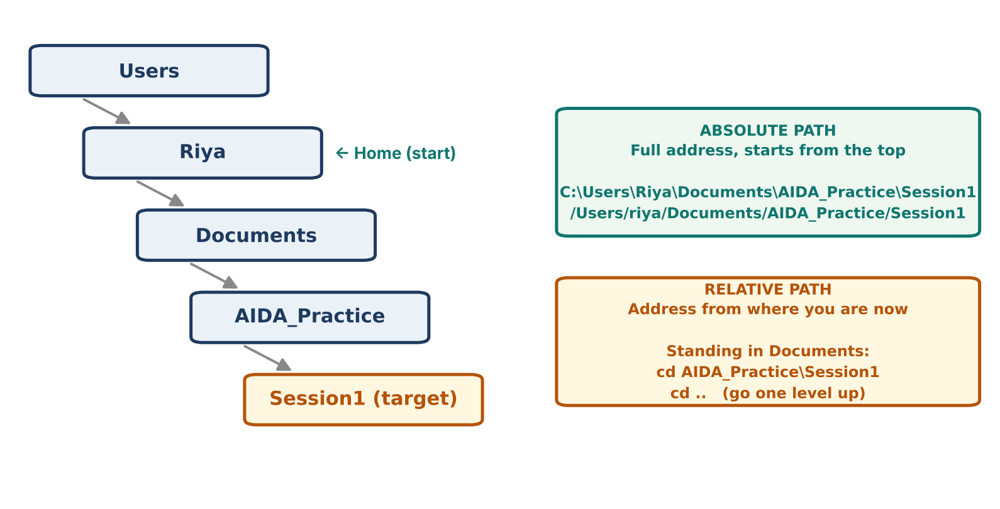 Users
Riya
← Home (start)
Documents
AIDA_Practice
Session1 (target)
ABSOLUTE PATH
Full address, starts from the top
C:\Users\Riya\Documents\AIDA_Practice\Session1
/Users/riya/Documents/AIDA_Practice/Session1
RELATIVE PATH
Address from where you are now
Standing in Documents:
cd AIDA_Practice\Session1
cd ..   (go one level up)